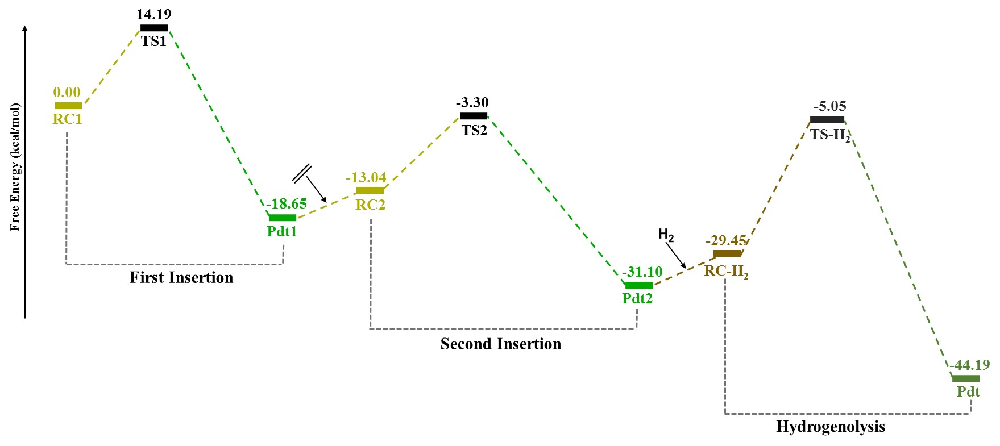 14.19
TS1
0.00
RC1
Free Energy (kcal/mol)
-18.65
Pdt1
First Insertion
-13.04
RC2
-3.30
TS2
-31.10
Pdt2
Second Insertion
H₂
-29.45
RC-H₂
-5.05
TS-H₂
-44.19
Pdt
Hydrogenolysis